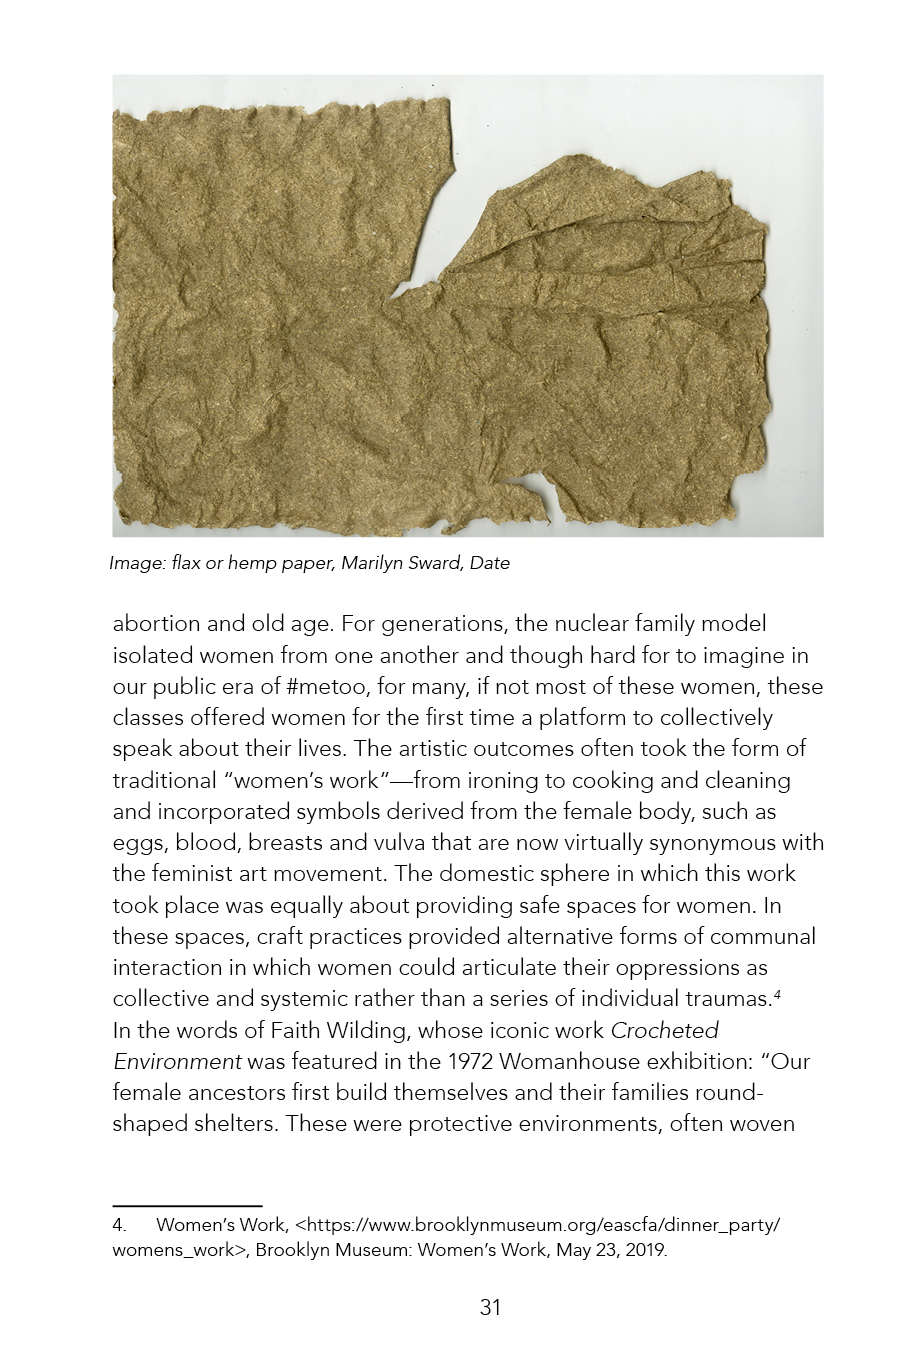 Image: flax or hemp paper, Marilyn Sward, Date
abortion and old age. For generations, the nuclear family model
isolated women from one another and though hard for to imagine in
our public era of #metoo, for many, if not most of these women, these
classes offered women for the first time a platform to collectively
speak about their lives. The artistic outcomes often took the form of
traditional “women’s work”—from ironing to cooking and cleaning
and incorporated symbols derived from the female body, such as
eggs, blood, breasts and vulva that are now virtually synonymous with
the feminist art movement. The domestic sphere in which this work
took place was equally about providing safe spaces for women. In
these spaces, craft practices provided alternative forms of communal
interaction in which women could articulate their oppressions as
collective and systemic rather than a series of individual traumas.4
In the words of Faith Wilding, whose iconic work Crocheted
Environment was featured in the 1972 Womanhouse exhibition: “Our
female ancestors first build themselves and their families round-
shaped shelters. These were protective environments, often woven
4. Women’s Work, <https://www.brooklynmuseum.org/eascfa/dinner_party/
womens_work>, Brooklyn Museum: Women’s Work, May 23, 2019.
31